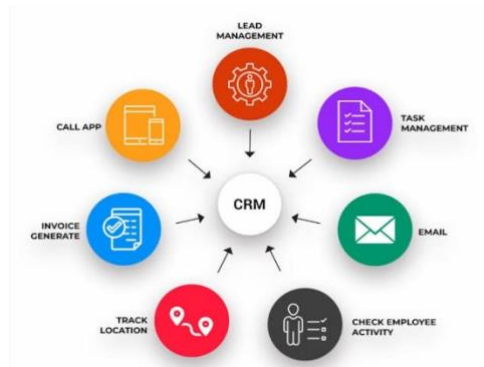 LEAD
MANAGEMENT
CALL APP
TASK
MANAGEMENT
CRM
INVOICE
GENERATE
EMAIL
TRACK
LOCATION
CHECK EMPLOYEE
ACTIVITY